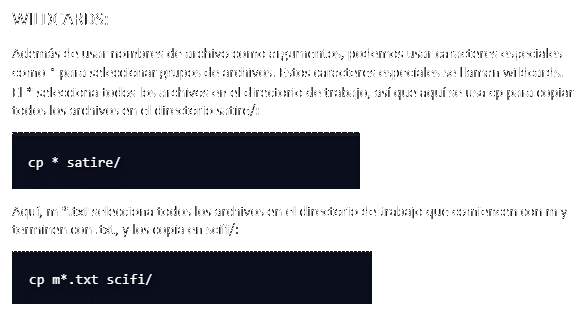 WILDCARDS:
Además de usar nombres de archivo como argumentos, podemos usar caracteres especiales
como * para seleccionar grupos de archivos. Estos caracteres especiales se llaman wildcards.
El * selecciona todos los archivos en el directorio de trabajo, así que aquí se usa cp para copiar
todos los archivos en el directorio satire/:
cp * satire/
Aquí, m *.txt selecciona todos los archivos en el directorio de trabajo que comiencen con m y
terminen con .txt, y los copia en scifi/:
cp m*.txt scifi/